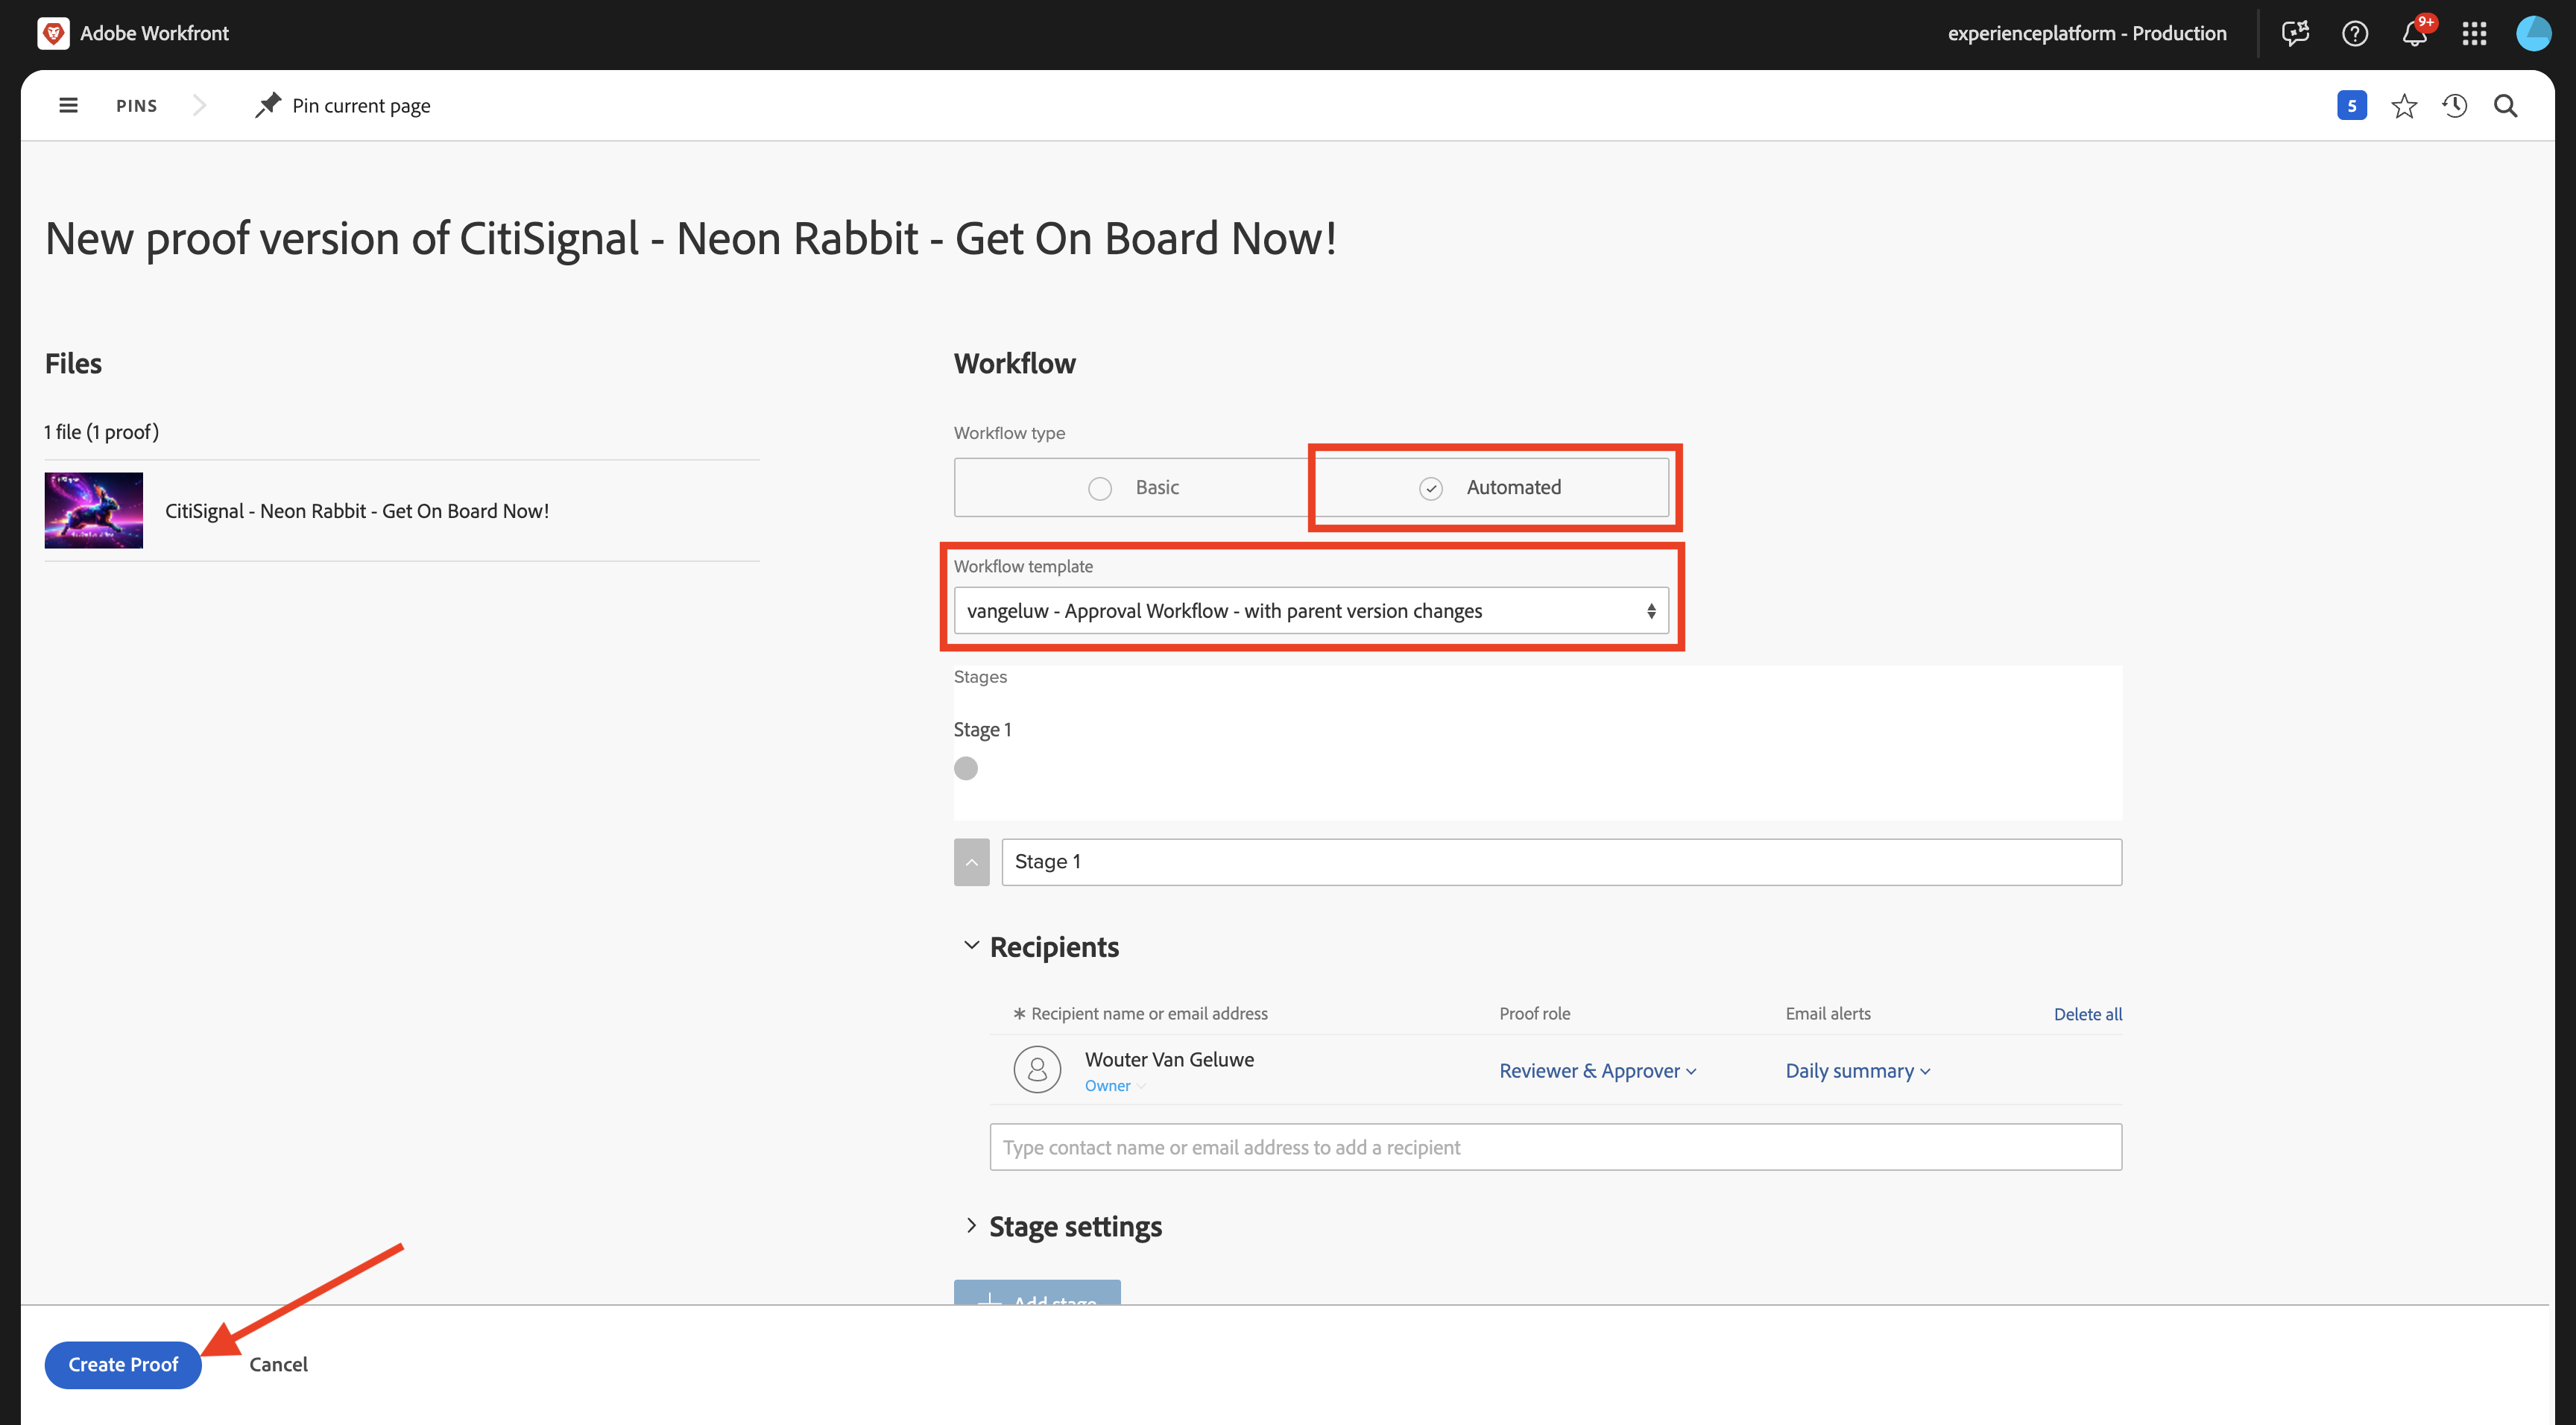 Adobe Workfront
experienceplatform - Production
9+
PINS
Pin current page
5
New proof version of CitiSignal - Neon Rabbit - Get On Board Now!
Files
1 file (1 proof)
CitiSignal - Neon Rabbit - Get On Board Now!
Workflow
Workflow type
Basic
Automated
Workflow template
vangeluw - Approval Workflow - with parent version changes
Stages
Stage 1
Stage 1
Recipients
* Recipient name or email address
Proof role
Email alerts
Delete all
Wouter Van Geluwe
Owner
Reviewer & Approver
Daily summary
Type contact name or email address to add a recipient
Stage settings
Add stage
Create Proof
Cancel